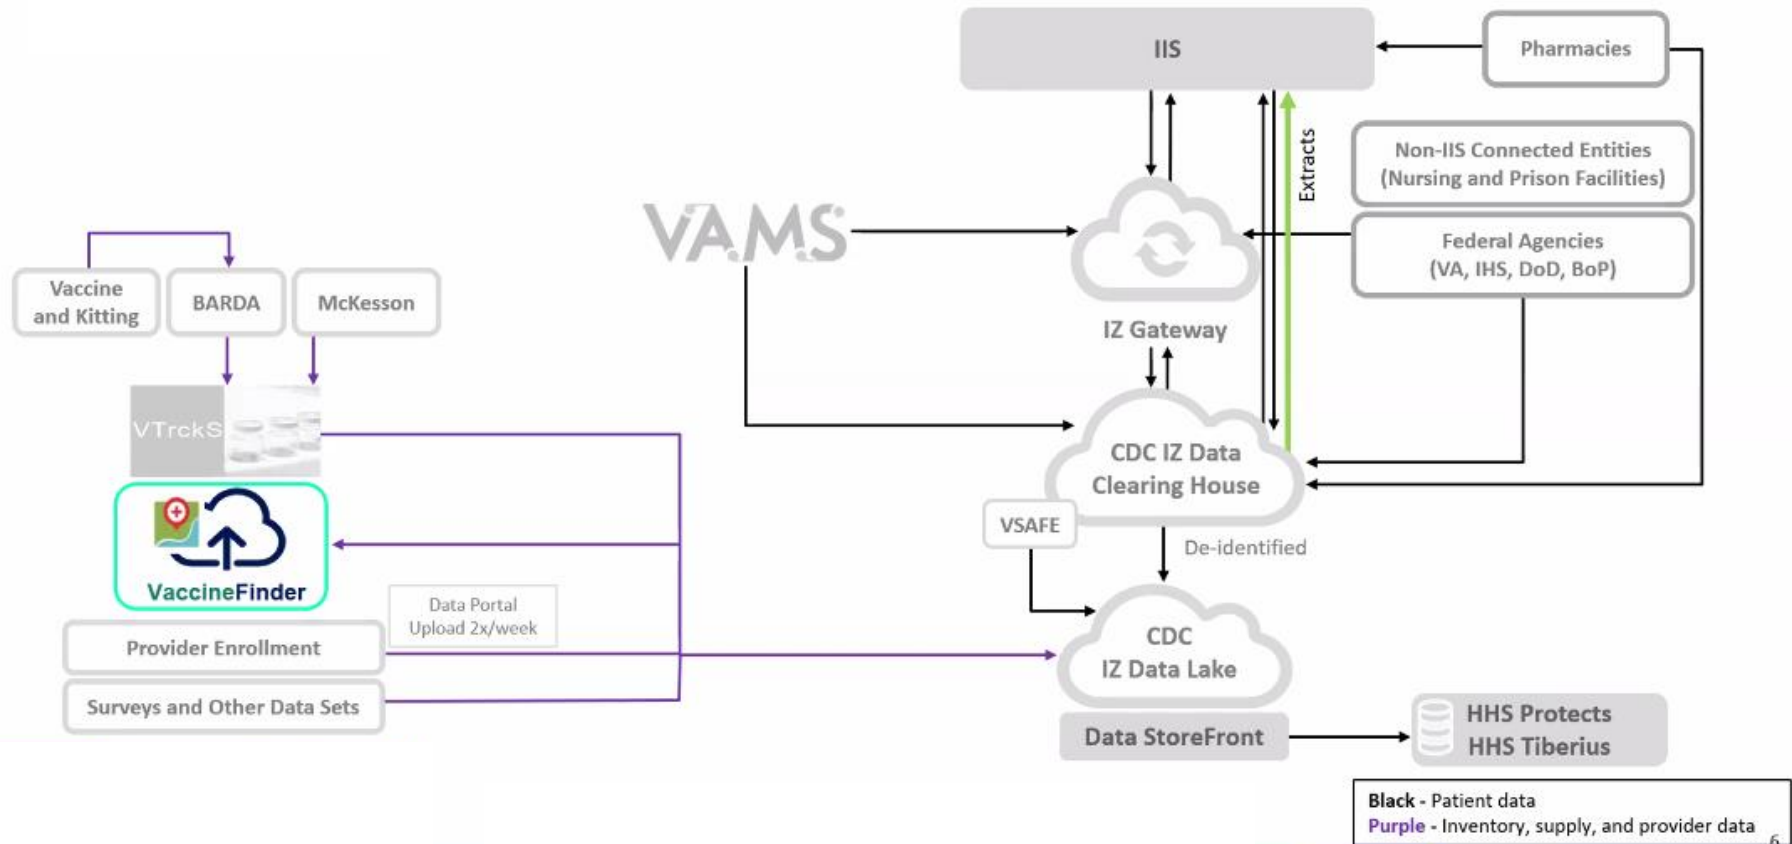 IIS
Pharmacies
Extracts
Non-IIS Connected Entities
(Nursing and Prison Facilities)
VAMS
Federal Agencies
(VA, IHS, DoD, BoP)
Vaccine
and Kitting
BARDA
McKesson
IZ Gateway
VTrckS
CDC IZ Data
Clearing House
VSAFE
De-identified
VaccineFinder
Data Portal
Upload 2x/week
Provider Enrollment
CDC
IZ Data Lake
Surveys and Other Data Sets
Data StoreFront
HHS Protects
HHS Tiberius
Black - Patient data
Purple - Inventory, supply, and provider data
6